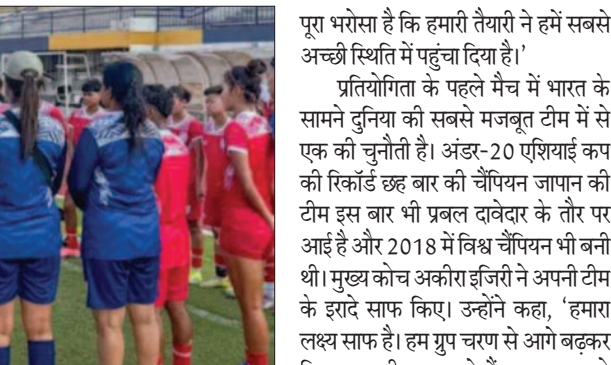 पूरा भरोसा है कि हमारी तैयारी ने हमें सबसे
अच्छी स्थिति में पहुंचा दिया है।’
प्रतियोगिता के पहले मैच में भारत के
सामने दुनिया की सबसे मजबूत टीम में से
एक की चुनौती है। अंडर-20 एशियाई कप
की रिकॉर्ड छह बार की चैंपियन जापान की
टीम इस बार भी प्रबल दावेदार के तौर पर
आई है और 2018 में विश्व चैंपियन भी बनी
थी। मुख्य कोच अकीरा इजिरी ने अपनी टीम
के इरादे साफ किए। उन्होंने कहा, ‘हमारा
लक्ष्य साफ है। हम ग्रुप चरण से आगे बढ़कर